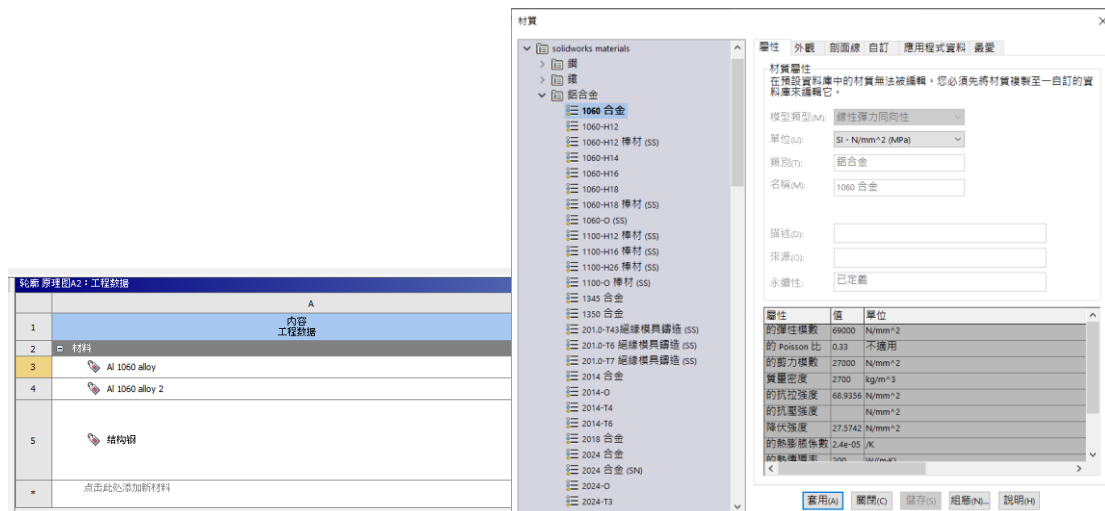 轮廓 原理图A2：工程数据
A
1
内容
工程数据
2
材料
3
Al 1060 alloy
4
Al 1060 alloy 2
5
结构钢
*
点击此处添加新材料
材質
solidworks materials
鋼
鐵
鋁合金
1060 合金
1060-H12
1060-H12 棒材 (SS)
1060-H14
1060-H16
1060-H18
1060-H18 棒材 (SS)
1060-O (SS)
1100-H12 棒材 (SS)
1100-H16 棒材 (SS)
1100-H26 棒材 (SS)
1100-O 棒材 (SS)
1345 合金
1350 合金
201.0-T43絕緣模具鑄造 (SS)
201.0-T6 絕緣模具鑄造 (SS)
201.0-T7 絕緣模具鑄造 (SS)
2014 合金
2014-O
2014-T4
2014-T6
2018 合金
2024 合金
2024 合金 (SN)
2024-O
2024-T3
屬性 外觀 剖面線 自訂 應用程式資料 最愛
材質屬性
在預設資料庫中的材質無法被編輯。您必須先將材質複製至一自訂的資
料庫來編輯它。
模型類型(M): 線性彈力同向性
單位(U): SI - N/mm^2 (MPa)
類別(T): 鋁合金
名稱(M): 1060 合金
描述(D):
來源(O):
永續性: 已定義
屬性 值 單位
的彈性模數 69000 N/mm^2
的 Poisson 比 0.33 不適用
的剪力模數 27000 N/mm^2
質量密度 2700 kg/m^3
的抗拉強度 68.9356 N/mm^2
的抗壓強度 N/mm^2
降伏強度 27.5742 N/mm^2
的熱膨脹係數 2.4e-05 /K
的熱傳導率 200 W/(m·K)
套用(A) 關閉(C) 儲存(S) 組態(N)... 說明(H)